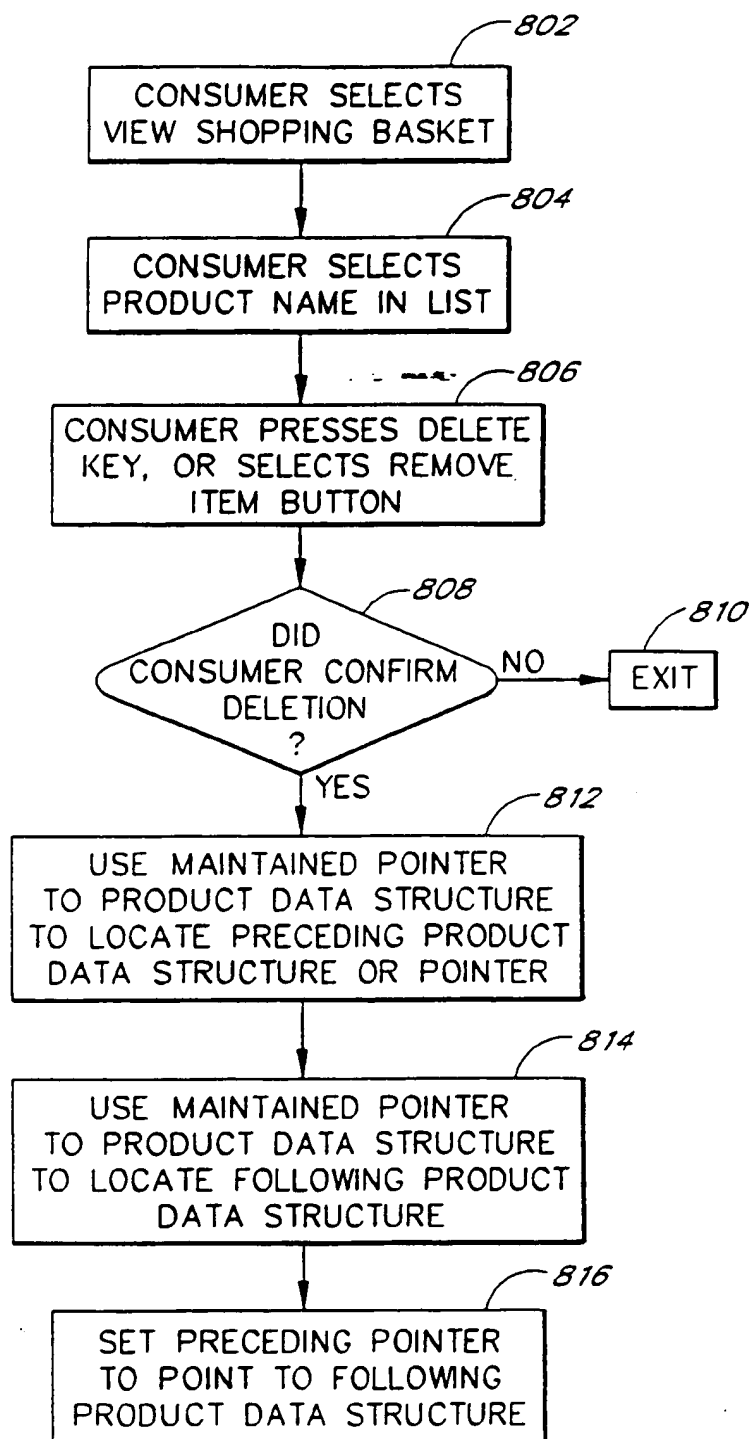 802
CONSUMER SELECTS
VIEW SHOPPING BASKET
804
CONSUMER SELECTS
PRODUCT NAME IN LIST
806
CONSUMER PRESSES DELETE
KEY, OR SELECTS REMOVE
ITEM BUTTON
808
DID
CONSUMER CONFIRM
DELETION
?
NO
810
EXIT
YES
812
USE MAINTAINED POINTER
TO PRODUCT DATA STRUCTURE
TO LOCATE PRECEDING PRODUCT
DATA STRUCTURE OR POINTER
814
USE MAINTAINED POINTER
TO PRODUCT DATA STRUCTURE
TO LOCATE FOLLOWING PRODUCT
DATA STRUCTURE
816
SET PRECEDING POINTER
TO POINT TO FOLLOWING
PRODUCT DATA STRUCTURE